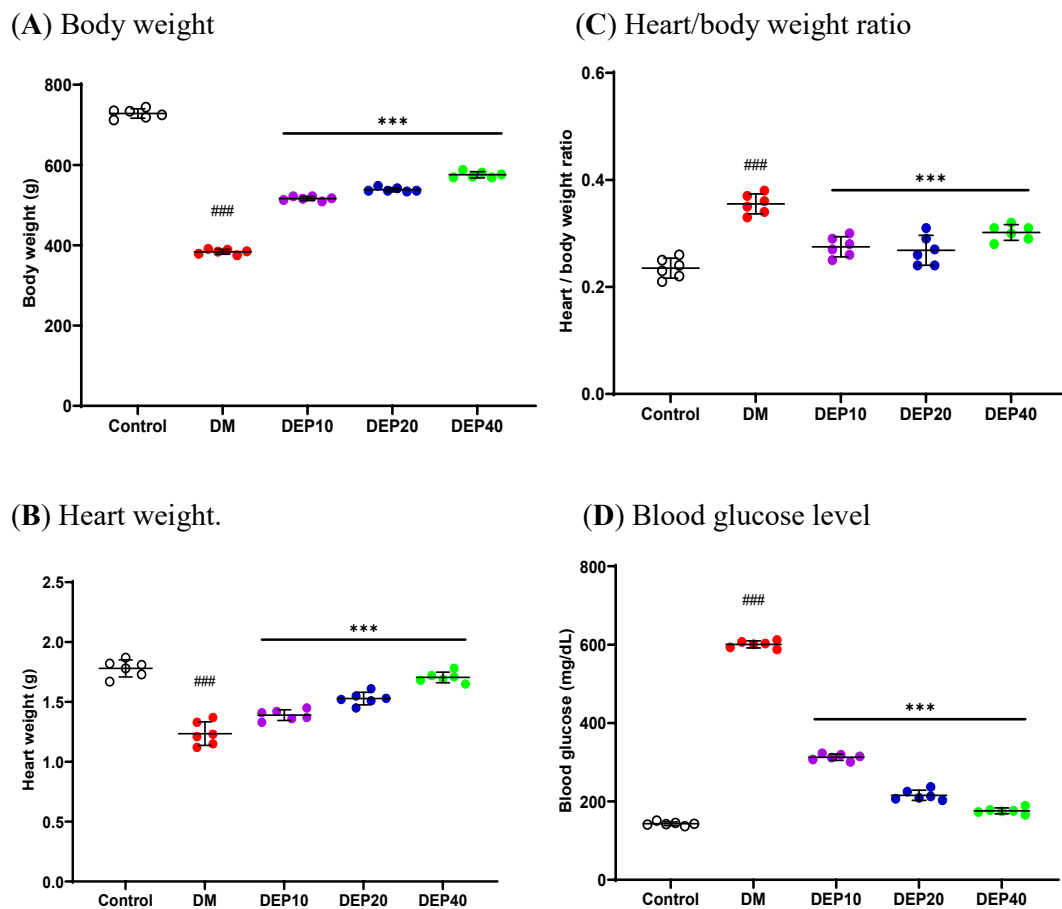 (A) Body weight
800
600
400
200
0
Body weight (g)
###
***
Control DM DEP10 DEP20 DEP40
(C) Heart/body weight ratio
0.6
0.4
0.2
0.0
Heart / body weight ratio
###
***
Control DM DEP10 DEP20 DEP40
(B) Heart weight.
2.5
2.0
1.5
1.0
0.5
0.0
Heart weight (g)
###
***
Control DM DEP10 DEP20 DEP40
(D) Blood glucose level
800
600
400
200
0
Blood glucose (mg/dL)
###
***
Control DM DEP10 DEP20 DEP40